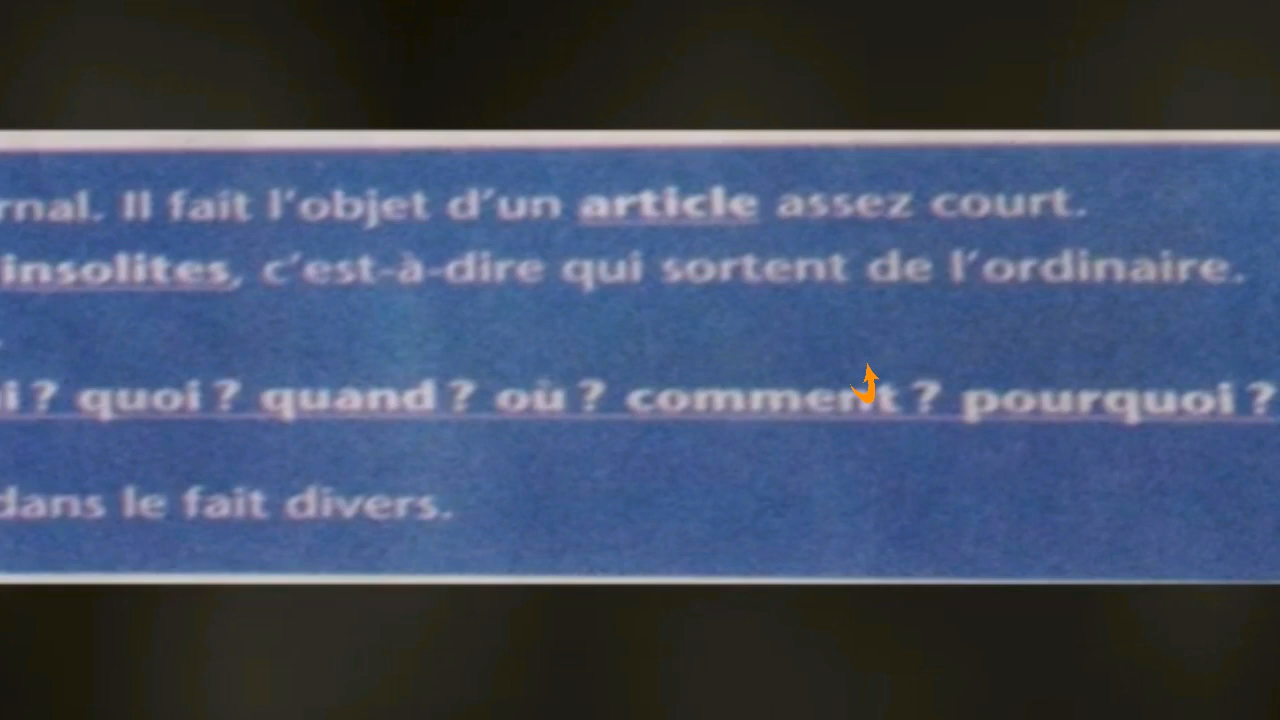 rnal. Il fait l'objet d'un article assez court.
insolites, c'est-à-dire qui sortent de l'ordinaire.
i ? quoi ? quand ? où ? comment ? pourquoi ?
dans le fait divers.